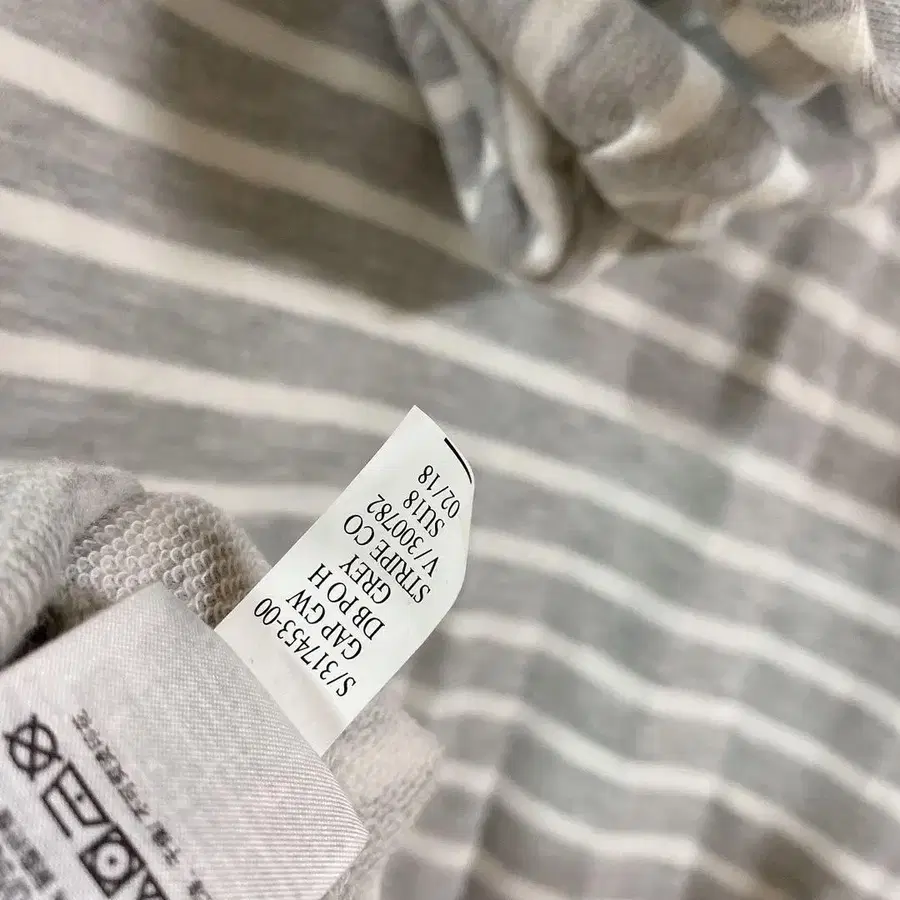 S/317453-00
GAP GW
DB PO H
GREY
STRIPE CO
V/300782
SU18
02/18